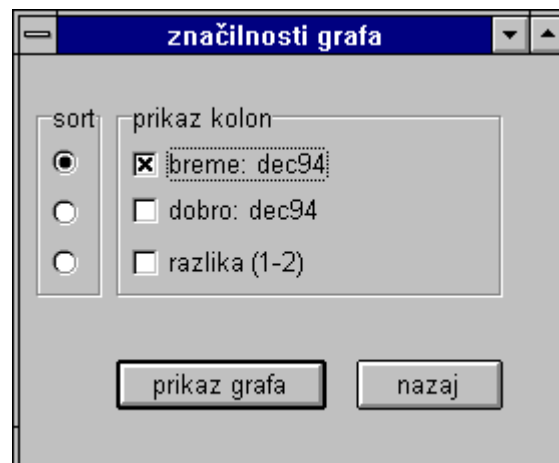 značilnosti grafa
sort
prikaz kolon
breme: dec94
dobro: dec94
razlika (1-2)
prikaz grafa
nazaj